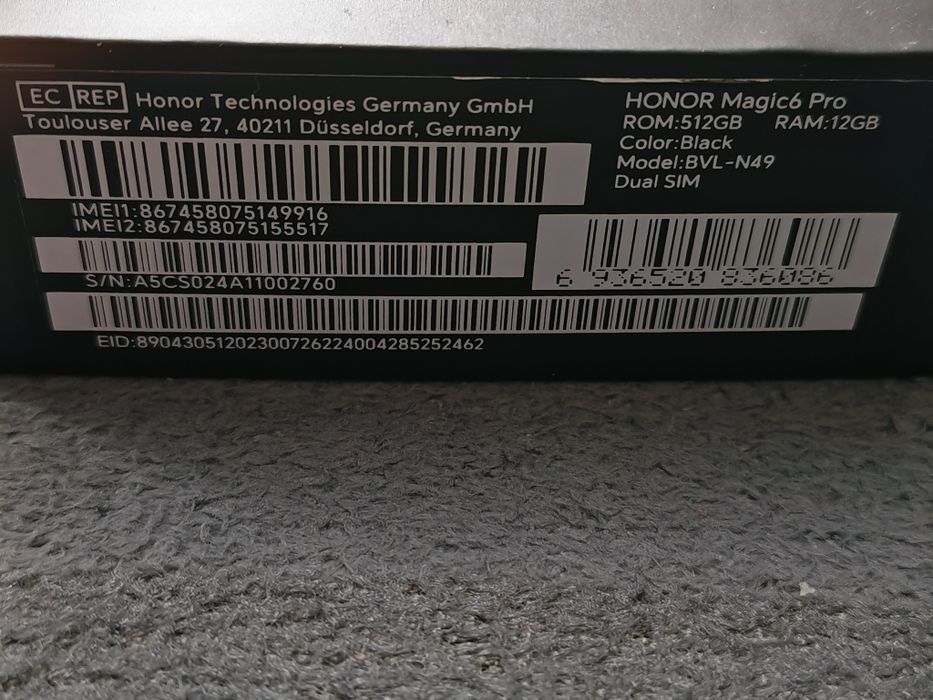 EC REP Honor Technologies Germany GmbH
Toulouser Allee 27, 40211 Düsseldorf, Germany
IMEI1:867458075149916
IMEI2:867458075155517
S/N:A5CS024A11002760
EID:89043051202300726224004285252462
HONOR Magic6 Pro
ROM:512GB RAM:12GB
Color:Black
Model:BVL-N49
Dual SIM
6 936520 836086